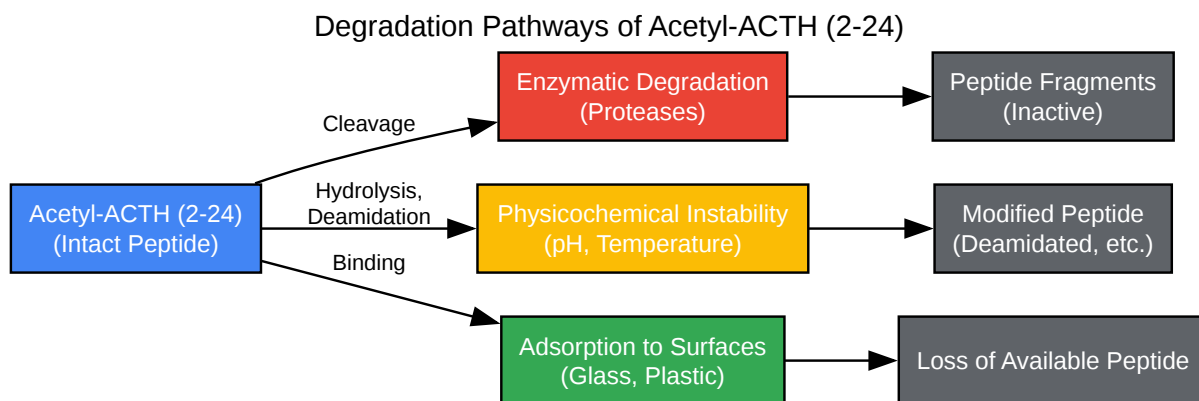 Degradation Pathways of Acetyl-ACTH (2-24)
Enzymatic Degradation
(Proteases)
Peptide Fragments
(Inactive)
Cleavage
Acetyl-ACTH (2-24)
(Intact Peptide)
Hydrolysis,
Deamidation
Physicochemical Instability
(pH, Temperature)
Modified Peptide
(Deamidated, etc.)
Binding
Adsorption to Surfaces
(Glass, Plastic)
Loss of Available Peptide